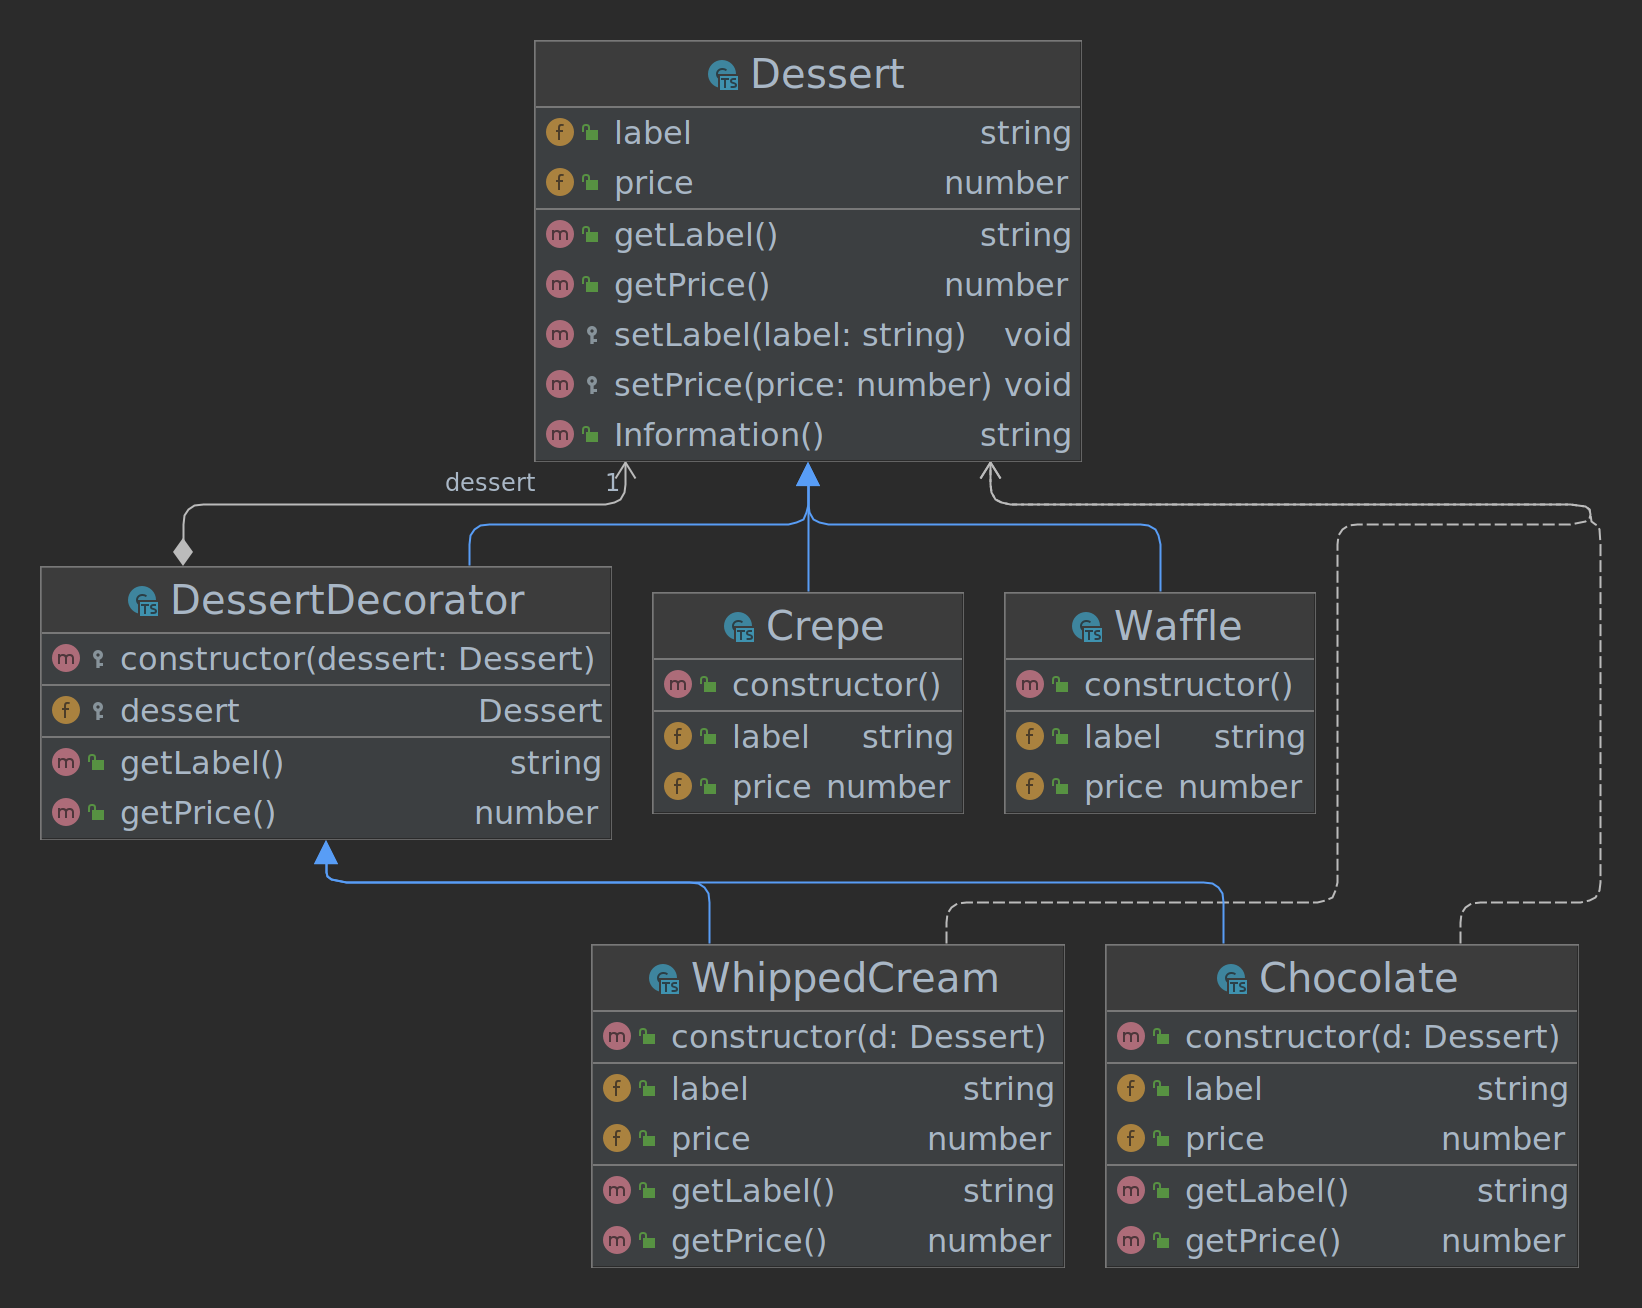 Dessert
label string
price number
getLabel() string
getPrice() number
setLabel(label: string) void
setPrice(price: number) void
Information() string
dessert 1
DessertDecorator
constructor(dessert: Dessert)
dessert Dessert
getLabel() string
getPrice() number
Crepe
constructor()
label string
price number
Waffle
constructor()
label string
price number
WhippedCream
constructor(d: Dessert)
label string
price number
getLabel() string
getPrice() number
Chocolate
constructor(d: Dessert)
label string
price number
getLabel() string
getPrice() number